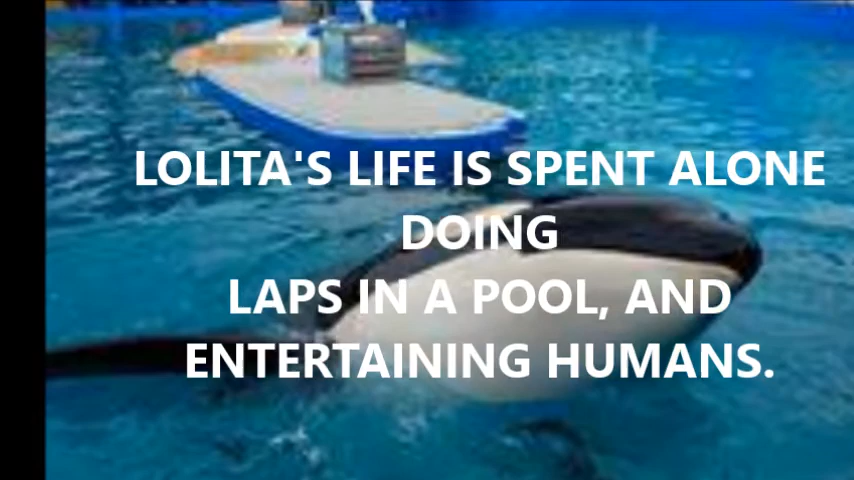 LOLITA'S LIFE IS SPENT ALONE
DOING
LAPS IN A POOL, AND
ENTERTAINING HUMANS.